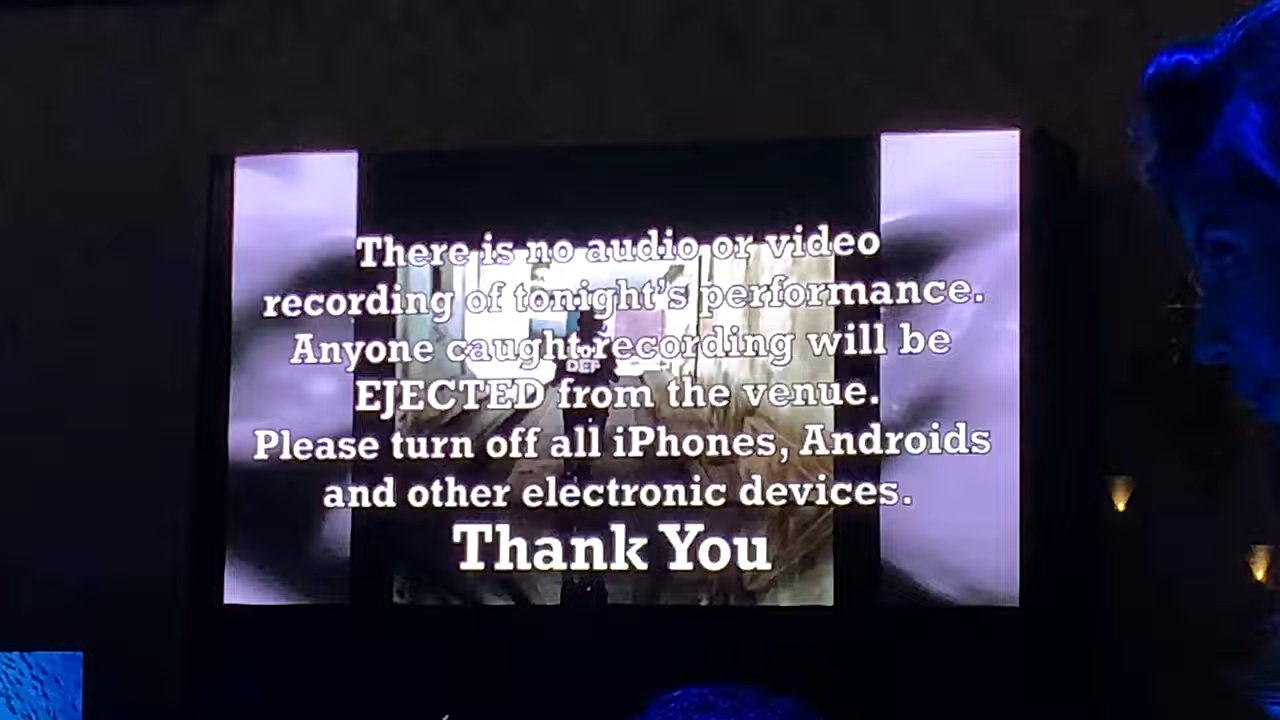 There is no audio or video
recording of tonight's performance.
Anyone caught recording will be
EJECTED from the venue.
Please turn off all iPhones, Androids
and other electronic devices.
Thank You